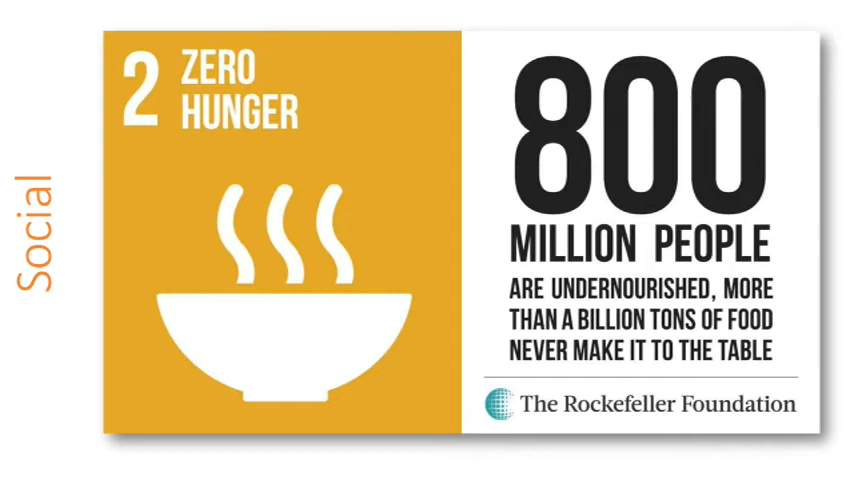 Social
2
ZERO
HUNGER
800
MILLION PEOPLE
ARE UNDERNOURISHED, MORE
THAN A BILLION TONS OF FOOD
NEVER MAKE IT TO THE TABLE
The Rockefeller Foundation